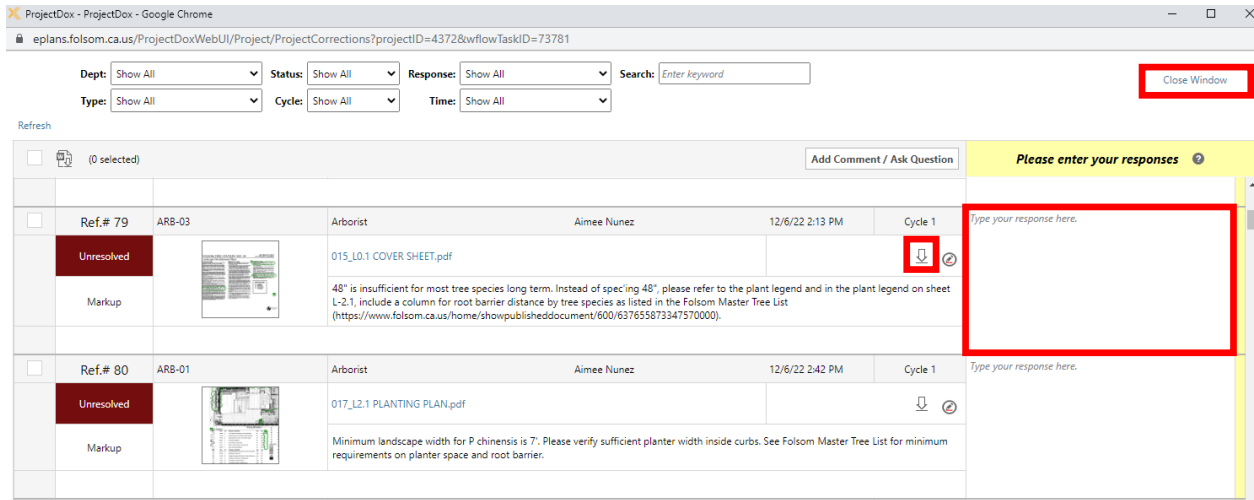 ProjectDox - ProjectDox - Google Chrome
eplans.folsom.ca.us/ProjectDoxWebUI/Project/ProjectCorrections?projectID=4372&wflowTaskID=73781
Dept: Show All Status: Show All Response: Show All Search: Enter keyword
Close Window
Type: Show All Cycle: Show All Time: Show All
Refresh
(0 selected) Add Comment / Ask Question Please enter your responses ?
Ref.# 79 ARB-03 Arborist Aimee Nunez 12/6/22 2:13 PM Cycle 1 Type your response here.
Unresolved 015_L0.1 COVER SHEET.pdf
Markup
48" is insufficient for most tree species long term. Instead of spec'ing 48", please refer to the plant legend and in the plant legend on sheet
L-2.1, include a column for root barrier distance by tree species as listed in the Folsom Master Tree List
(https://www.folsom.ca.us/home/showpublisheddocument/600/637655873347570000).
Ref.# 80 ARB-01 Arborist Aimee Nunez 12/6/22 2:42 PM Cycle 1 Type your response here.
Unresolved 017_L2.1 PLANTING PLAN.pdf
Markup
Minimum landscape width for P chinensis is 7'. Please verify sufficient planter width inside curbs. See Folsom Master Tree List for minimum
requirements on planter space and root barrier.